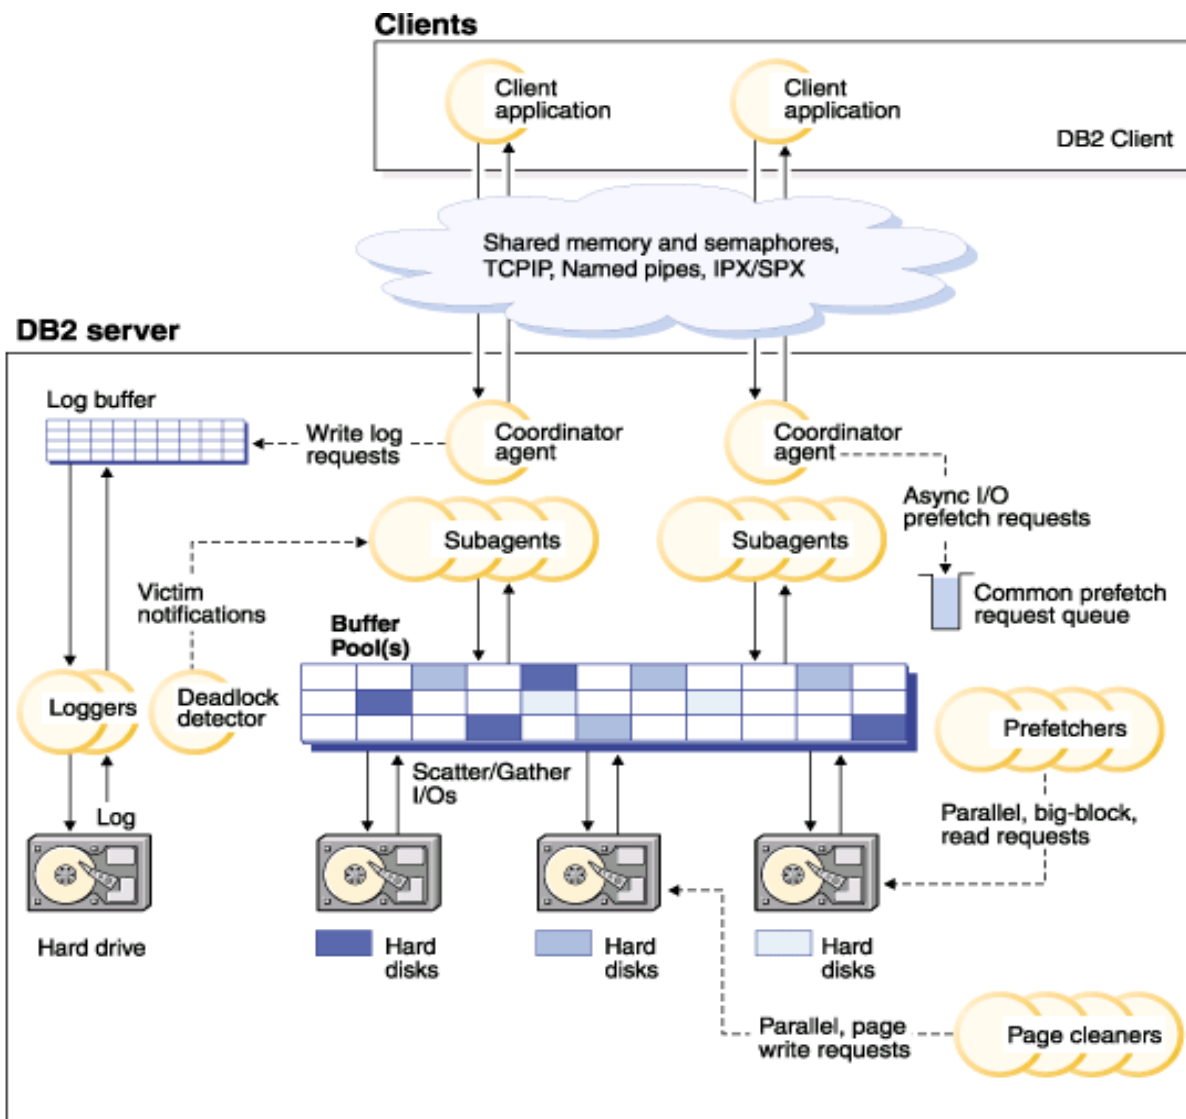 Clients
Client
application
Client
application
DB2 Client
Shared memory and semaphores,
TCPIP, Named pipes, IPX/SPX
DB2 server
Log buffer
Write log
requests
Coordinator
agent
Coordinator
agent
Async I/O
prefetch requests
Subagents
Subagents
Victim
notifications
Common prefetch
request queue
Buffer
Pool(s)
Loggers
Deadlock
detector
Prefetchers
Scatter/Gather
I/Os
Log
Parallel, big-block,
read requests
Hard drive
Hard
disks
Hard
disks
Hard
disks
Parallel, page
write requests
Page cleaners